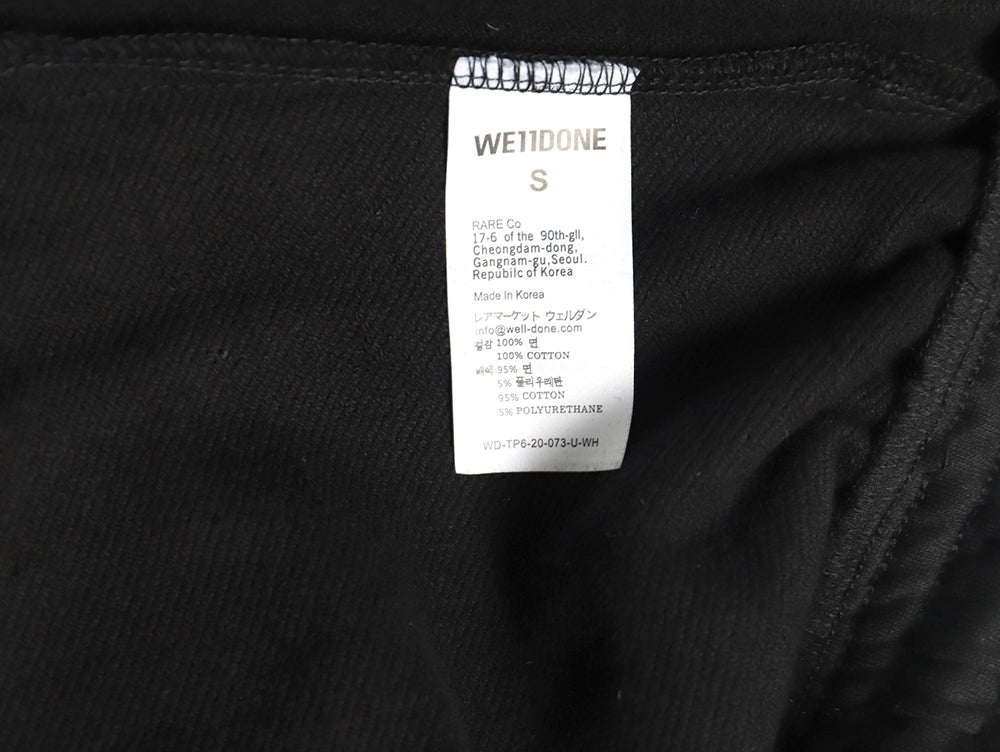 WE11DONE
S
RARE Co
17-6 of the 90th-gll,
Cheongdam-dong,
Gangnam-gu,Seoul.
Repubilc of Korea
Made In Korea
レアマーケット ウェルダン
info@well-done.com
겉감 100% 면
100% COTTON
배색 95% 면
5% 폴리우레탄
95% COTTON
5% POLYURETHANE
WD-TP6-20-073-U-WH